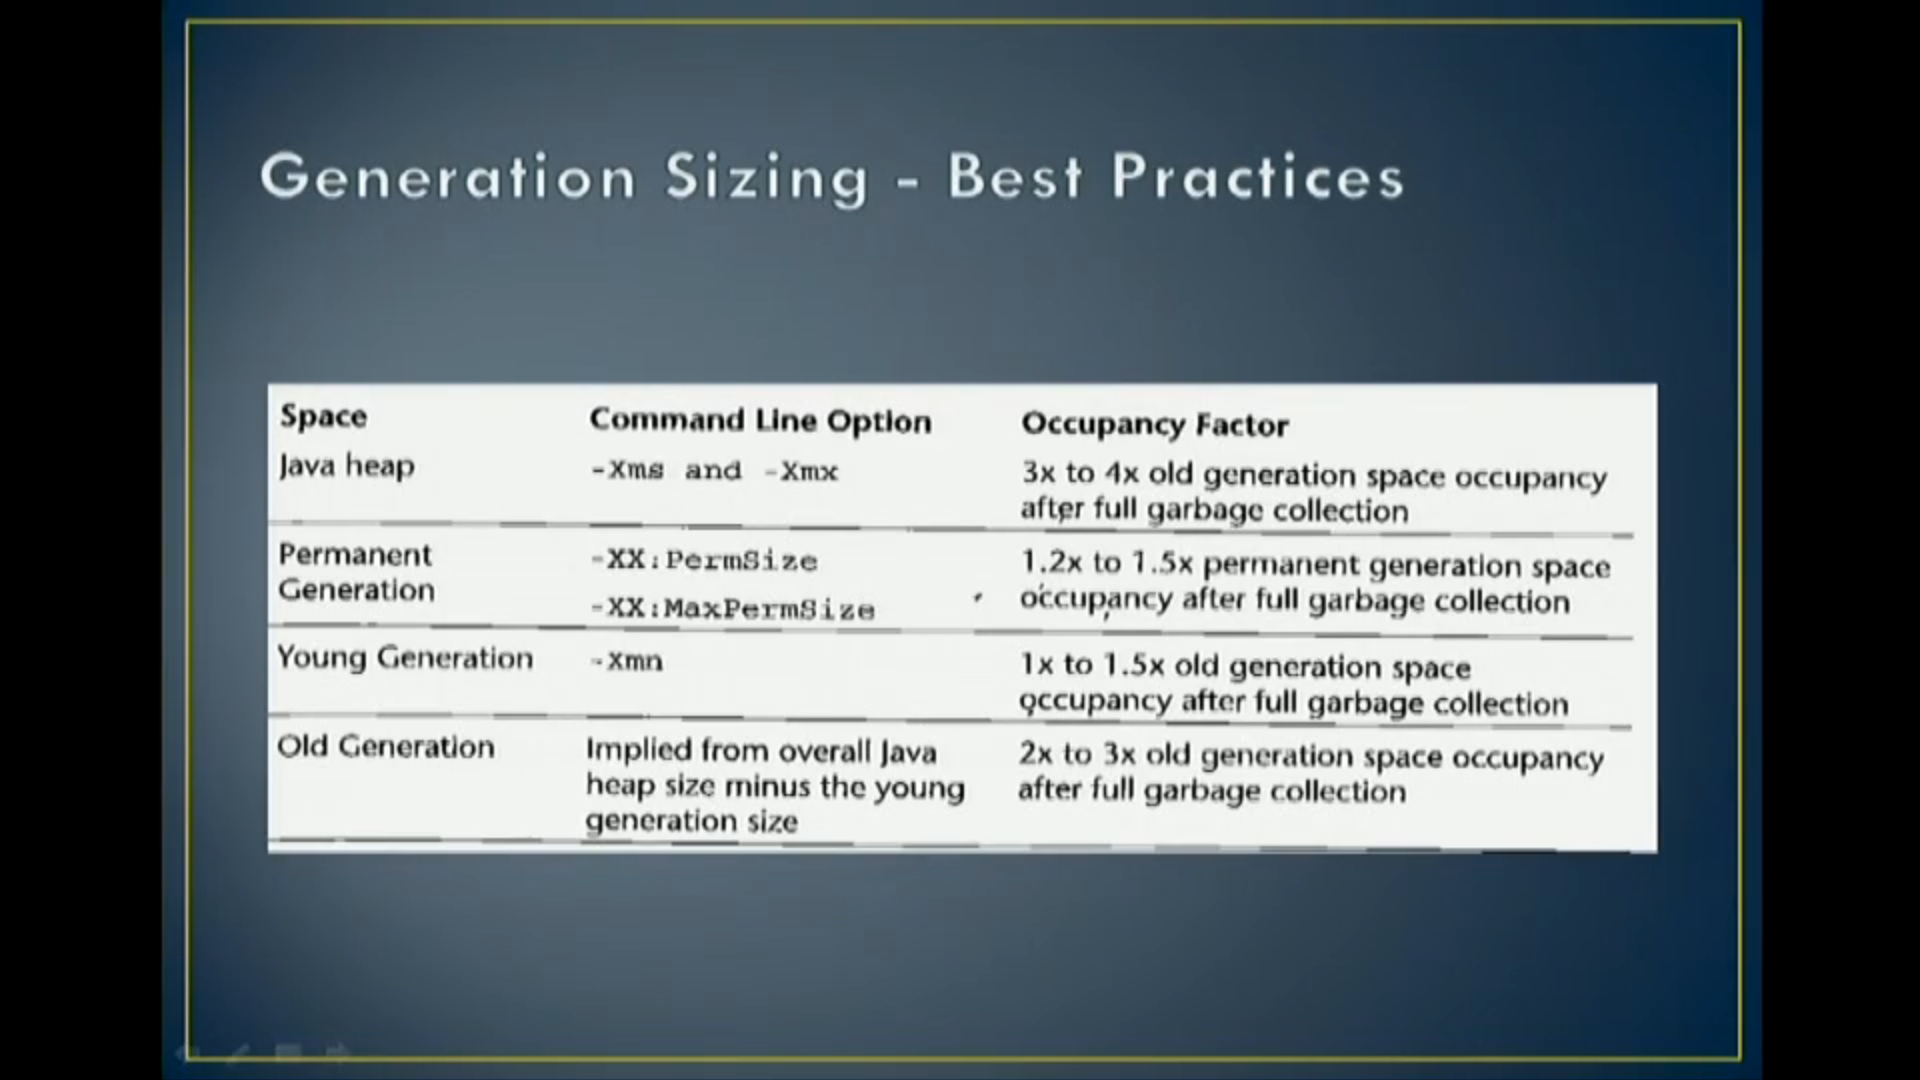 Generation Sizing - Best Practices
Space Command Line Option Occupancy Factor
Java heap -Xms and -Xmx 3x to 4x old generation space occupancy
after full garbage collection
Permanent -XX:PermSize 1.2x to 1.5x permanent generation space
Generation -XX:MaxPermSize occupancy after full garbage collection
Young Generation -Xmn 1x to 1.5x old generation space
occupancy after full garbage collection
Old Generation Implied from overall Java 2x to 3x old generation space occupancy
heap size minus the young after full garbage collection
generation size